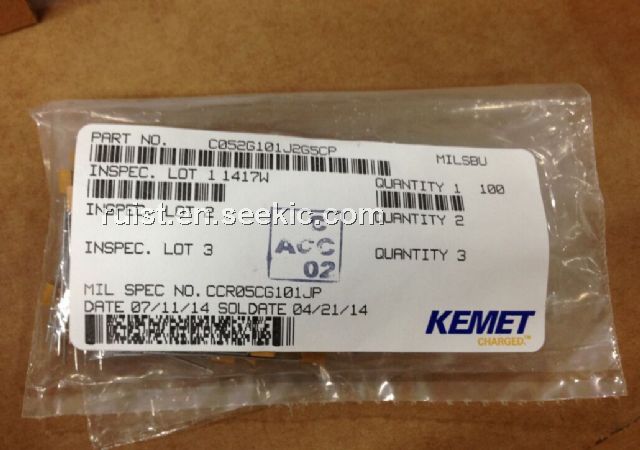 PART NO. C052G101J2G5CP
MILSBU
INSPEC. LOT 1 1417W
QUANTITY 1 100
INSPEC. LOT 2
QUANTITY 2
ruist.seekic.com
C
ACC
02
INSPEC. LOT 3
QUANTITY 3
MIL SPEC NO. CCR05CG101JP
DATE 07/11/14 SOLDATE 04/21/14
KEMET
CHARGED.™